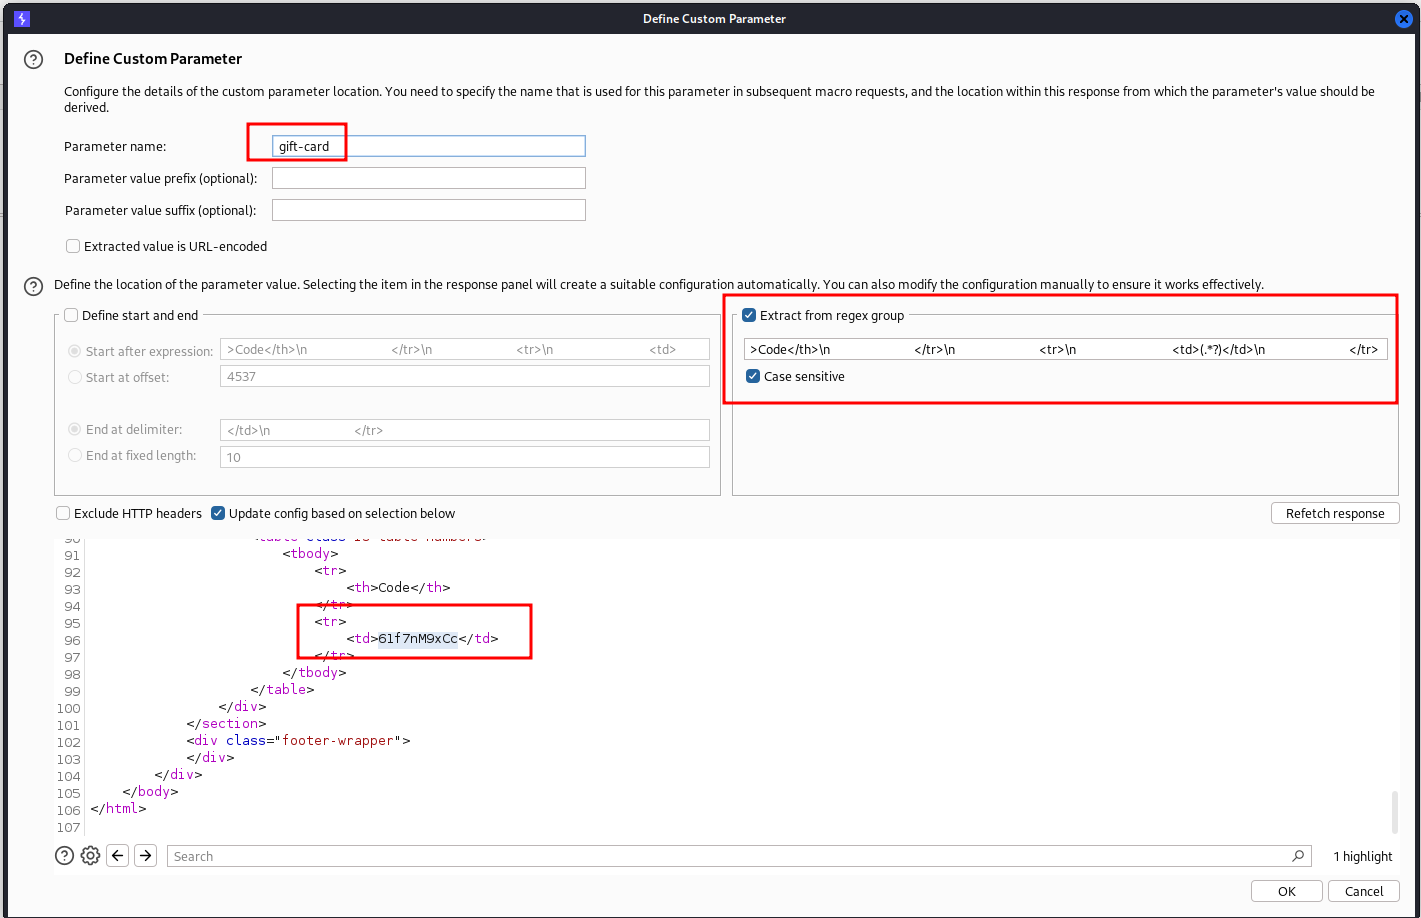 Define Custom Parameter
Define Custom Parameter
Configure the details of the custom parameter location. You need to specify the name that is used for this parameter in subsequent macro requests, and the location within this response from which the parameter's value should be
derived.
Parameter name: gift-card
Parameter value prefix (optional):
Parameter value suffix (optional):
Extracted value is URL-encoded
Define the location of the parameter value. Selecting the item in the response panel will create a suitable configuration automatically. You can also modify the configuration manually to ensure it works effectively.
Define start and end
Start after expression: >Code</th>\n </tr>\n <tr>\n <td>
Start at offset: 4537
End at delimiter: </td>\n </tr>
End at fixed length: 10
Extract from regex group
>Code</th>\n </tr>\n <tr>\n <td>(.*?)</td>\n </tr>
Case sensitive
Exclude HTTP headers Update config based on selection below Refetch response
91 <tbody>
92 <tr>
93 <th>Code</th>
94 </tr>
95 <tr>
96 <td>61f7nM9xCc</td>
97 </tr>
98 </tbody>
99 </table>
100 </div>
101 </section>
102 <div class="footer-wrapper">
103 </div>
104 </div>
105 </body>
106 </html>
107
Search 1 highlight
OK Cancel